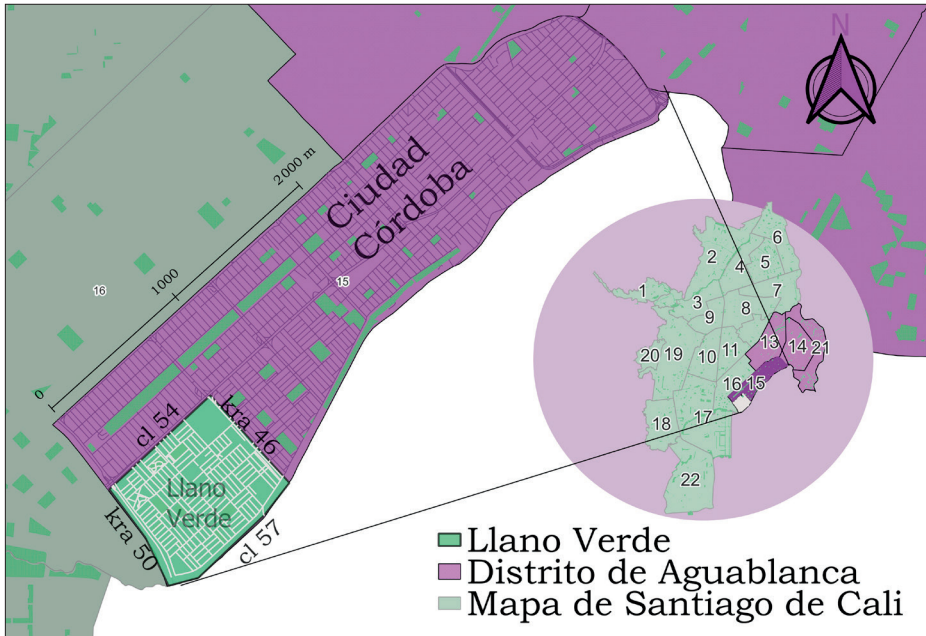 N
2000 m
1000
0
16
15
Ciudad
Córdoba
cl 54
kra 46
Llano
Verde
kra 50
cl 57
6
2
4
5
1
7
3
8
9
13
14
21
20
19
10
11
16
15
18
17
22
Llano Verde
Distrito de Aguablanca
Mapa de Santiago de Cali